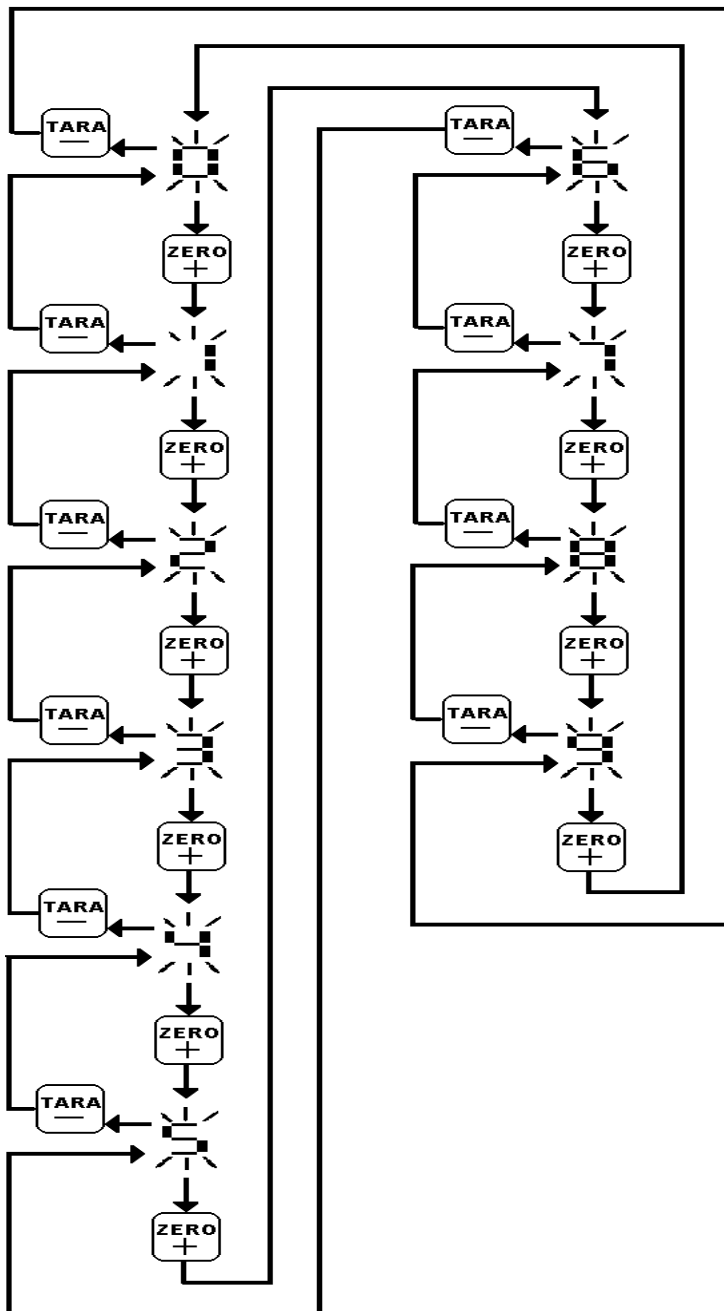 TARA
—
0
ZERO
+
TARA
—
1
ZERO
+
TARA
—
2
ZERO
+
TARA
—
3
ZERO
+
TARA
—
4
ZERO
+
TARA
—
5
ZERO
+
TARA
—
6
ZERO
+
TARA
—
7
ZERO
+
TARA
—
8
ZERO
+
TARA
—
9
ZERO
+